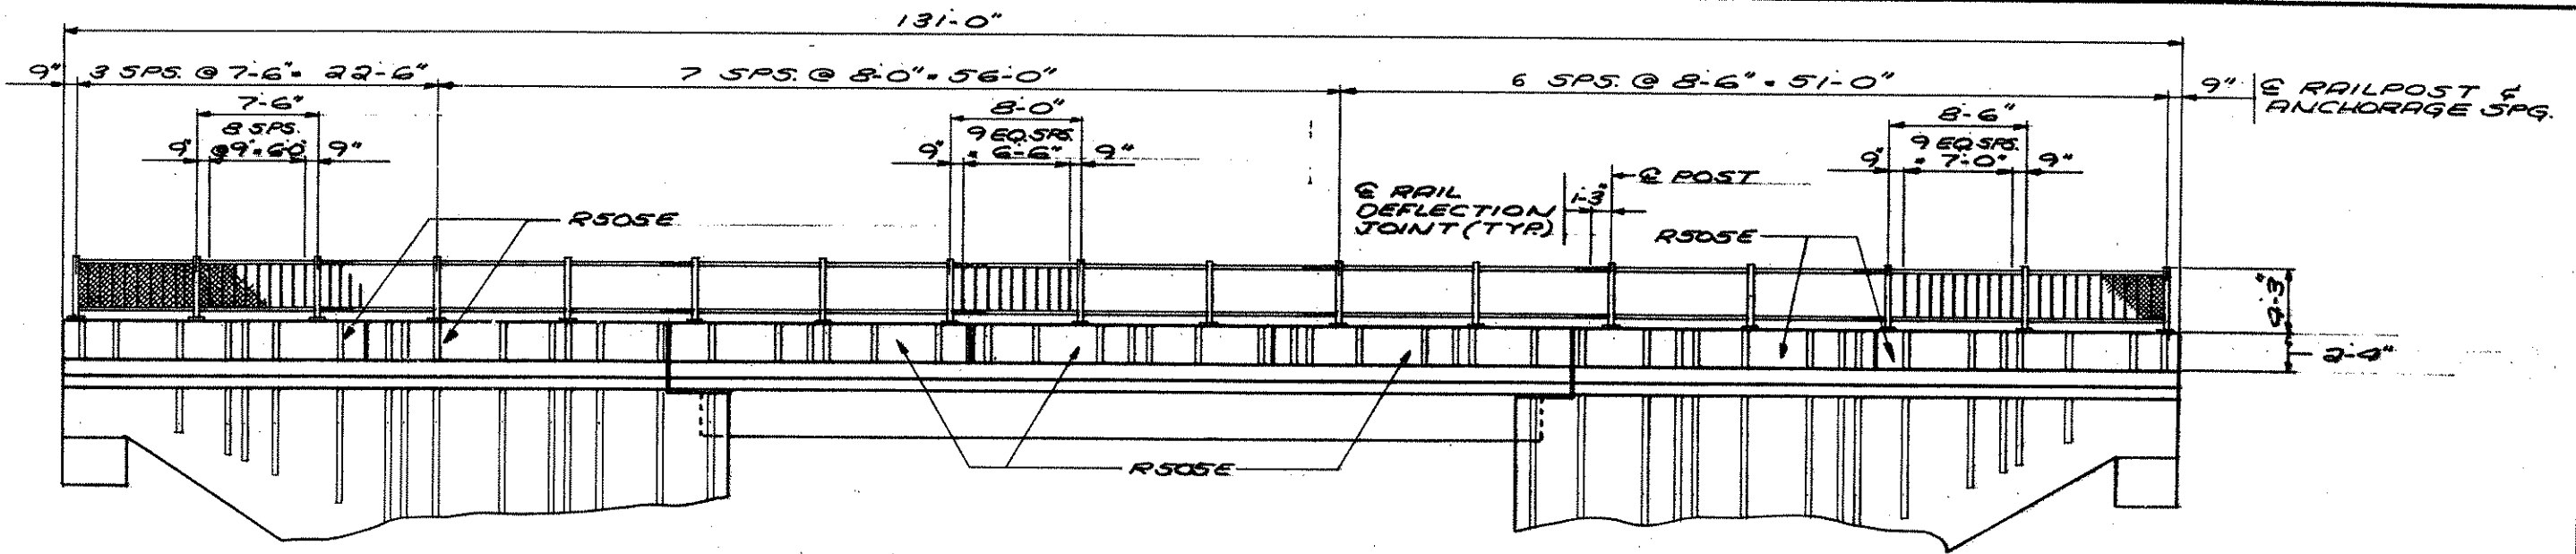 131'-0"
9" 3 SPS. @ 7'-6" = 22'-6" 7 SPS. @ 8'-0" = 56'-0" 6 SPS. @ 8'-6" = 51'-0" 9" ℄ RAILPOST &
ANCHORAGE SPG.
7'-6" 8'-0" 8'-6"
8 SPS. 9 EQ. SPS. 9 EQ. SPS.
9" @ 9" = 6'-0" 9" 9" = 6'-6" 9" 9" = 7'-0" 9"
℄ POST
℄ RAIL
DEFLECTION
JOINT (TYP.)
1'-3"
R505E
R505E
2'-4"
R505E